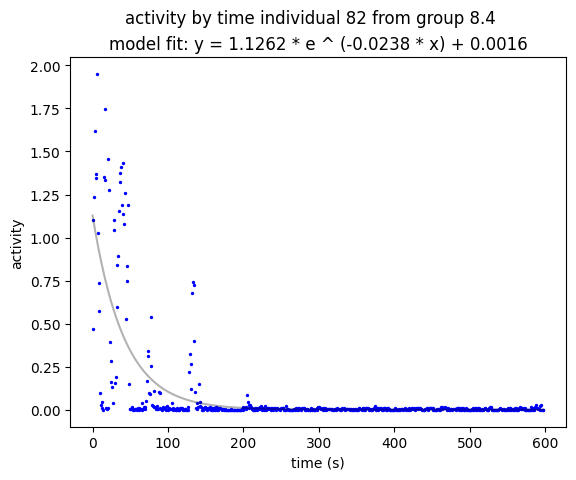 activity by time individual 82 from group 8.4
model fit: y = 1.1262 * e ^ (-0.0238 * x) + 0.0016
2.00
1.75
1.50
1.25
1.00
0.75
0.50
0.25
0.00
activity
0 100 200 300 400 500 600
time (s)